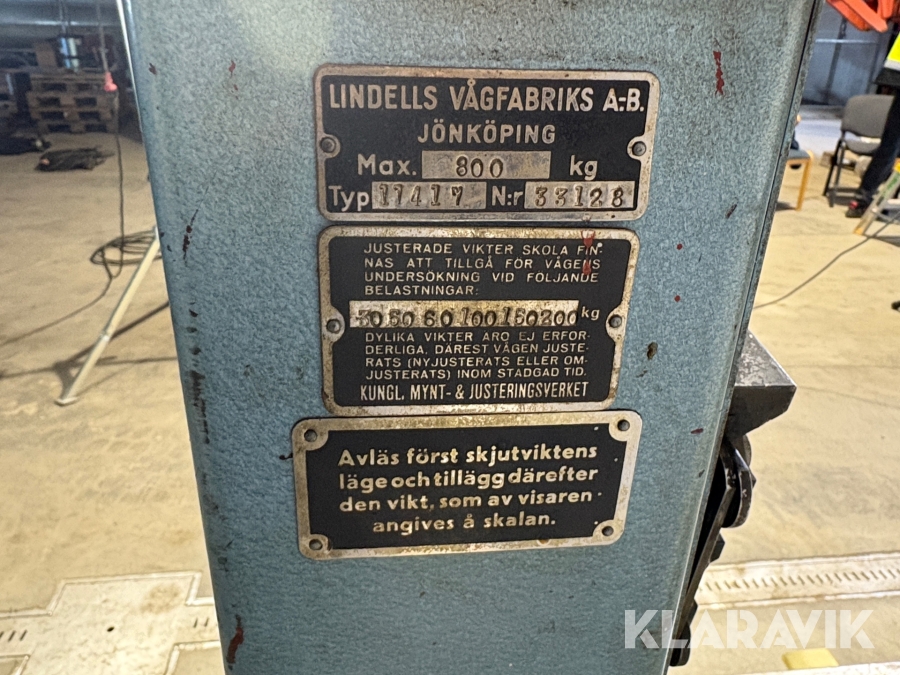 LINDELLS VÅGFABRIKS A.-B.
JÖNKÖPING
Max. 800 kg
Typ 11417 N:r 33128
JUSTERADE VIKTER SKOLA FIN-
NAS ATT TILLGÅ FÖR VÅGENS
UNDERSÖKNING VID FÖLJANDE
BELASTNINGAR:
30 50 60 100 150 200 kg
DYLIKA VIKTER ÄRO EJ ERFOR-
DERLIGA, DÄREST VÅGEN JUSTE-
RATS (NYJUSTERATS ELLER OM-
JUSTERATS) INOM STADGAD TID.
KUNGL. MYNT- & JUSTERINGSVERKET
Avläs först skjutviktens
läge och tillägg därefter
den vikt, som av visaren
angives å skalan.
KLARAVIK